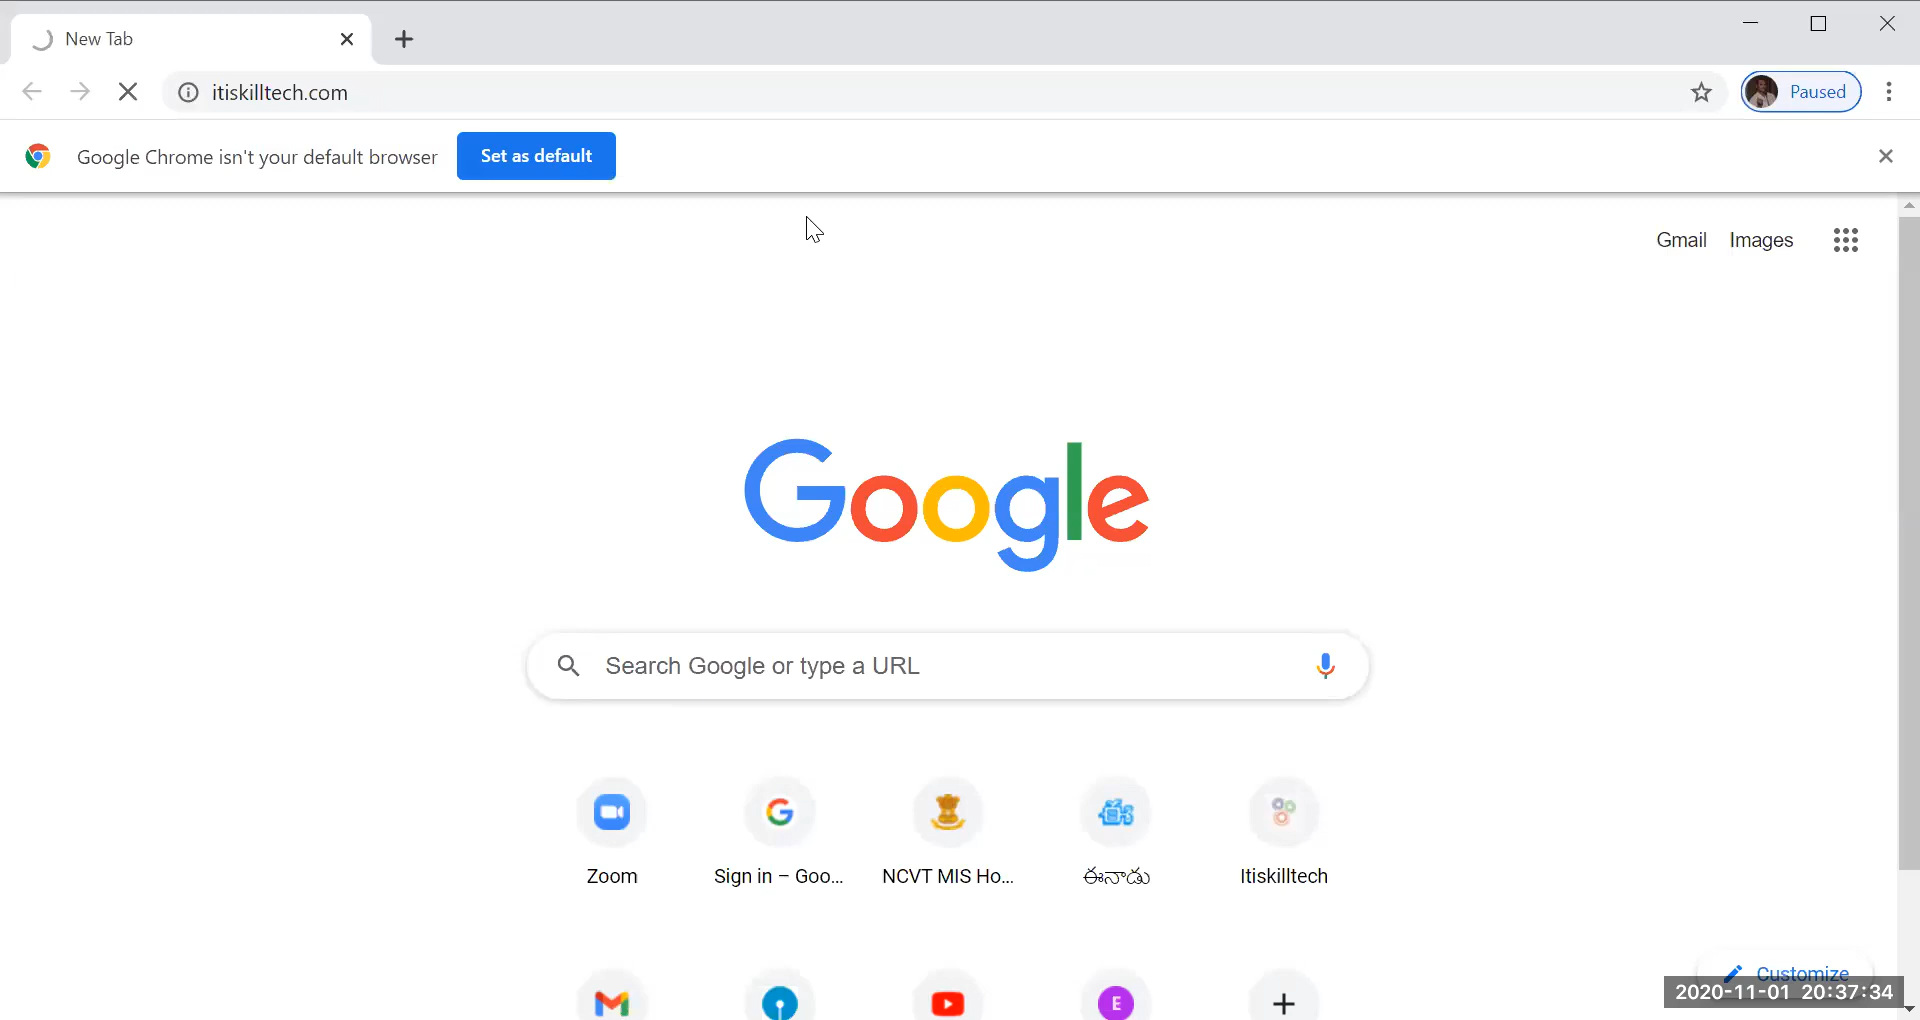 New Tab
itiskilltech.com
Paused
Google Chrome isn't your default browser
Set as default
Gmail Images
Google
Search Google or type a URL
Zoom
Sign in – Goo...
NCVT MIS Ho...
ఈనాడు
Itiskilltech
E
Customize
2020-11-01 20:37:34